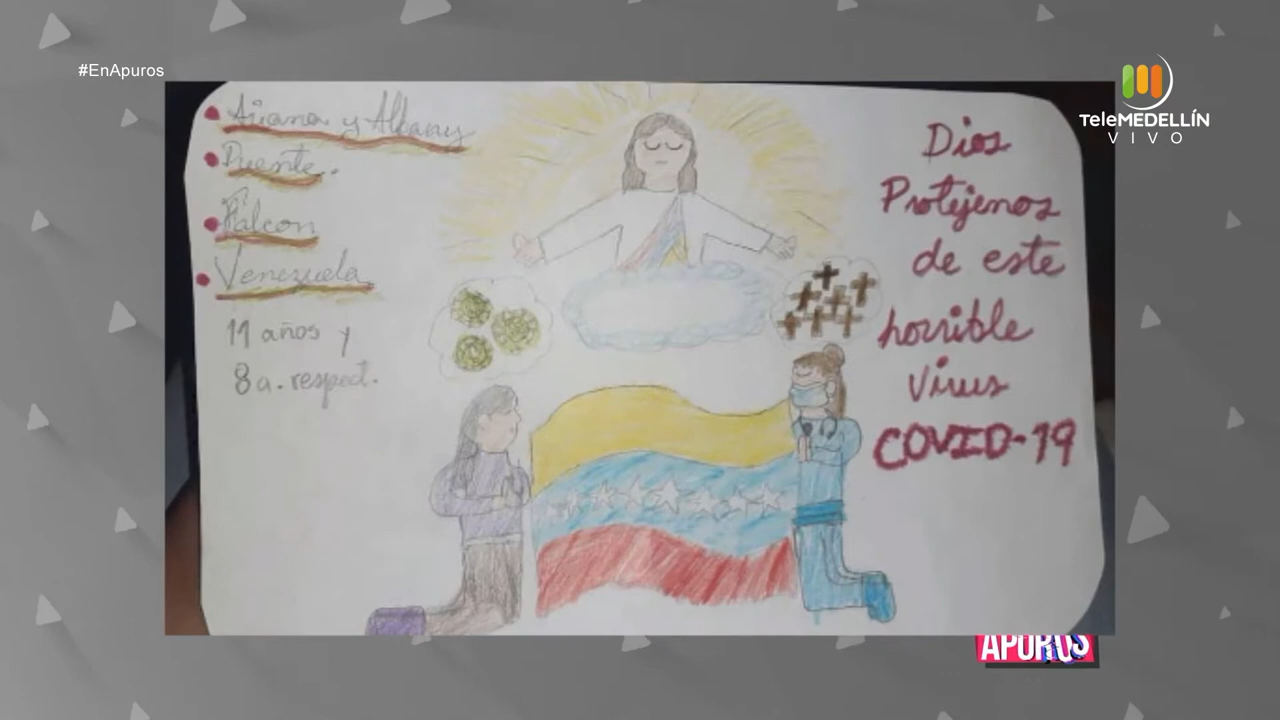 #EnApuros
TeleMEDELLÍN
VIVO
y Albany
Puente.
Falcon
Venezuela
11 años y
8 a. respect.
Dios
Protejenos
de este
horrible
virus
COVID-19
APUROS